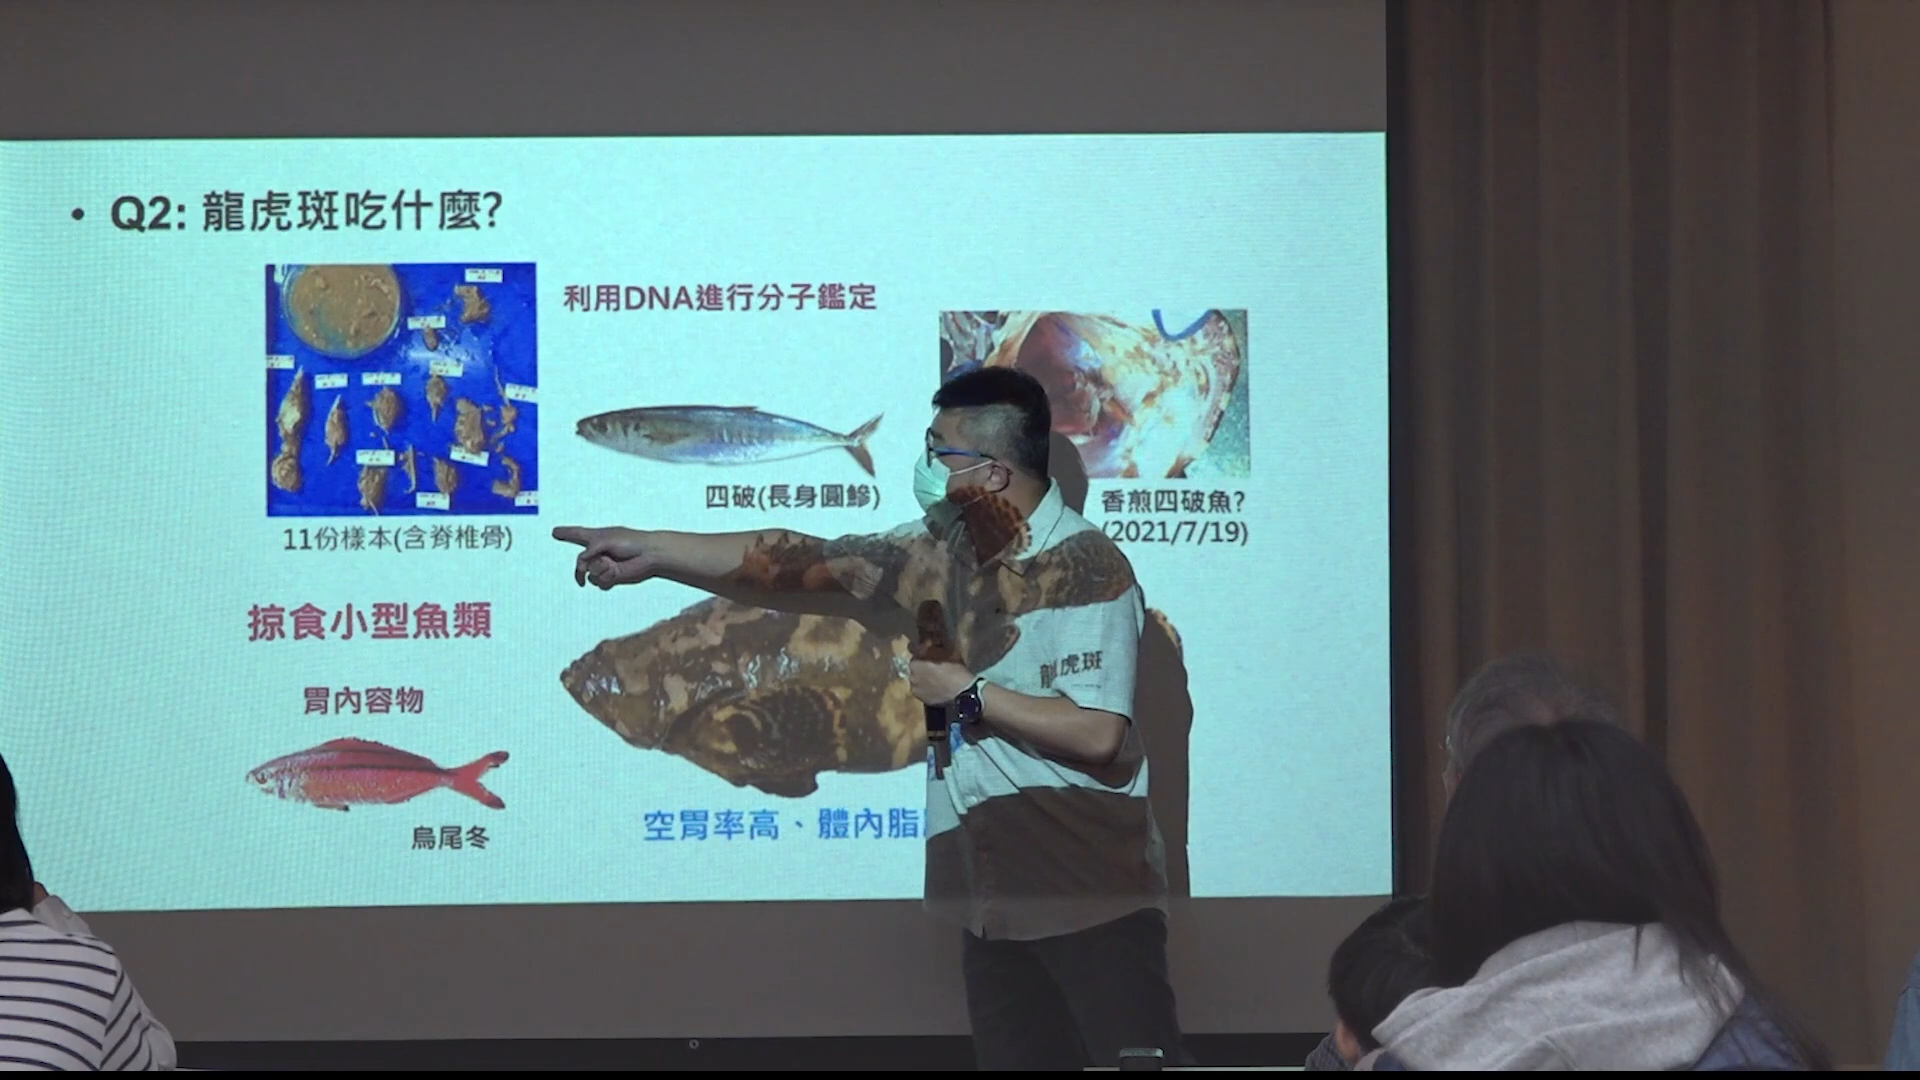 • Q2: 龍虎斑吃什麼?
利用DNA進行分子鑑定
四破(長身圓鰺)
香煎四破魚?
(2021/7/19)
11份樣本(含脊椎骨)
掠食小型魚類
胃內容物
烏尾冬
空胃率高、體內脂
龍虎斑